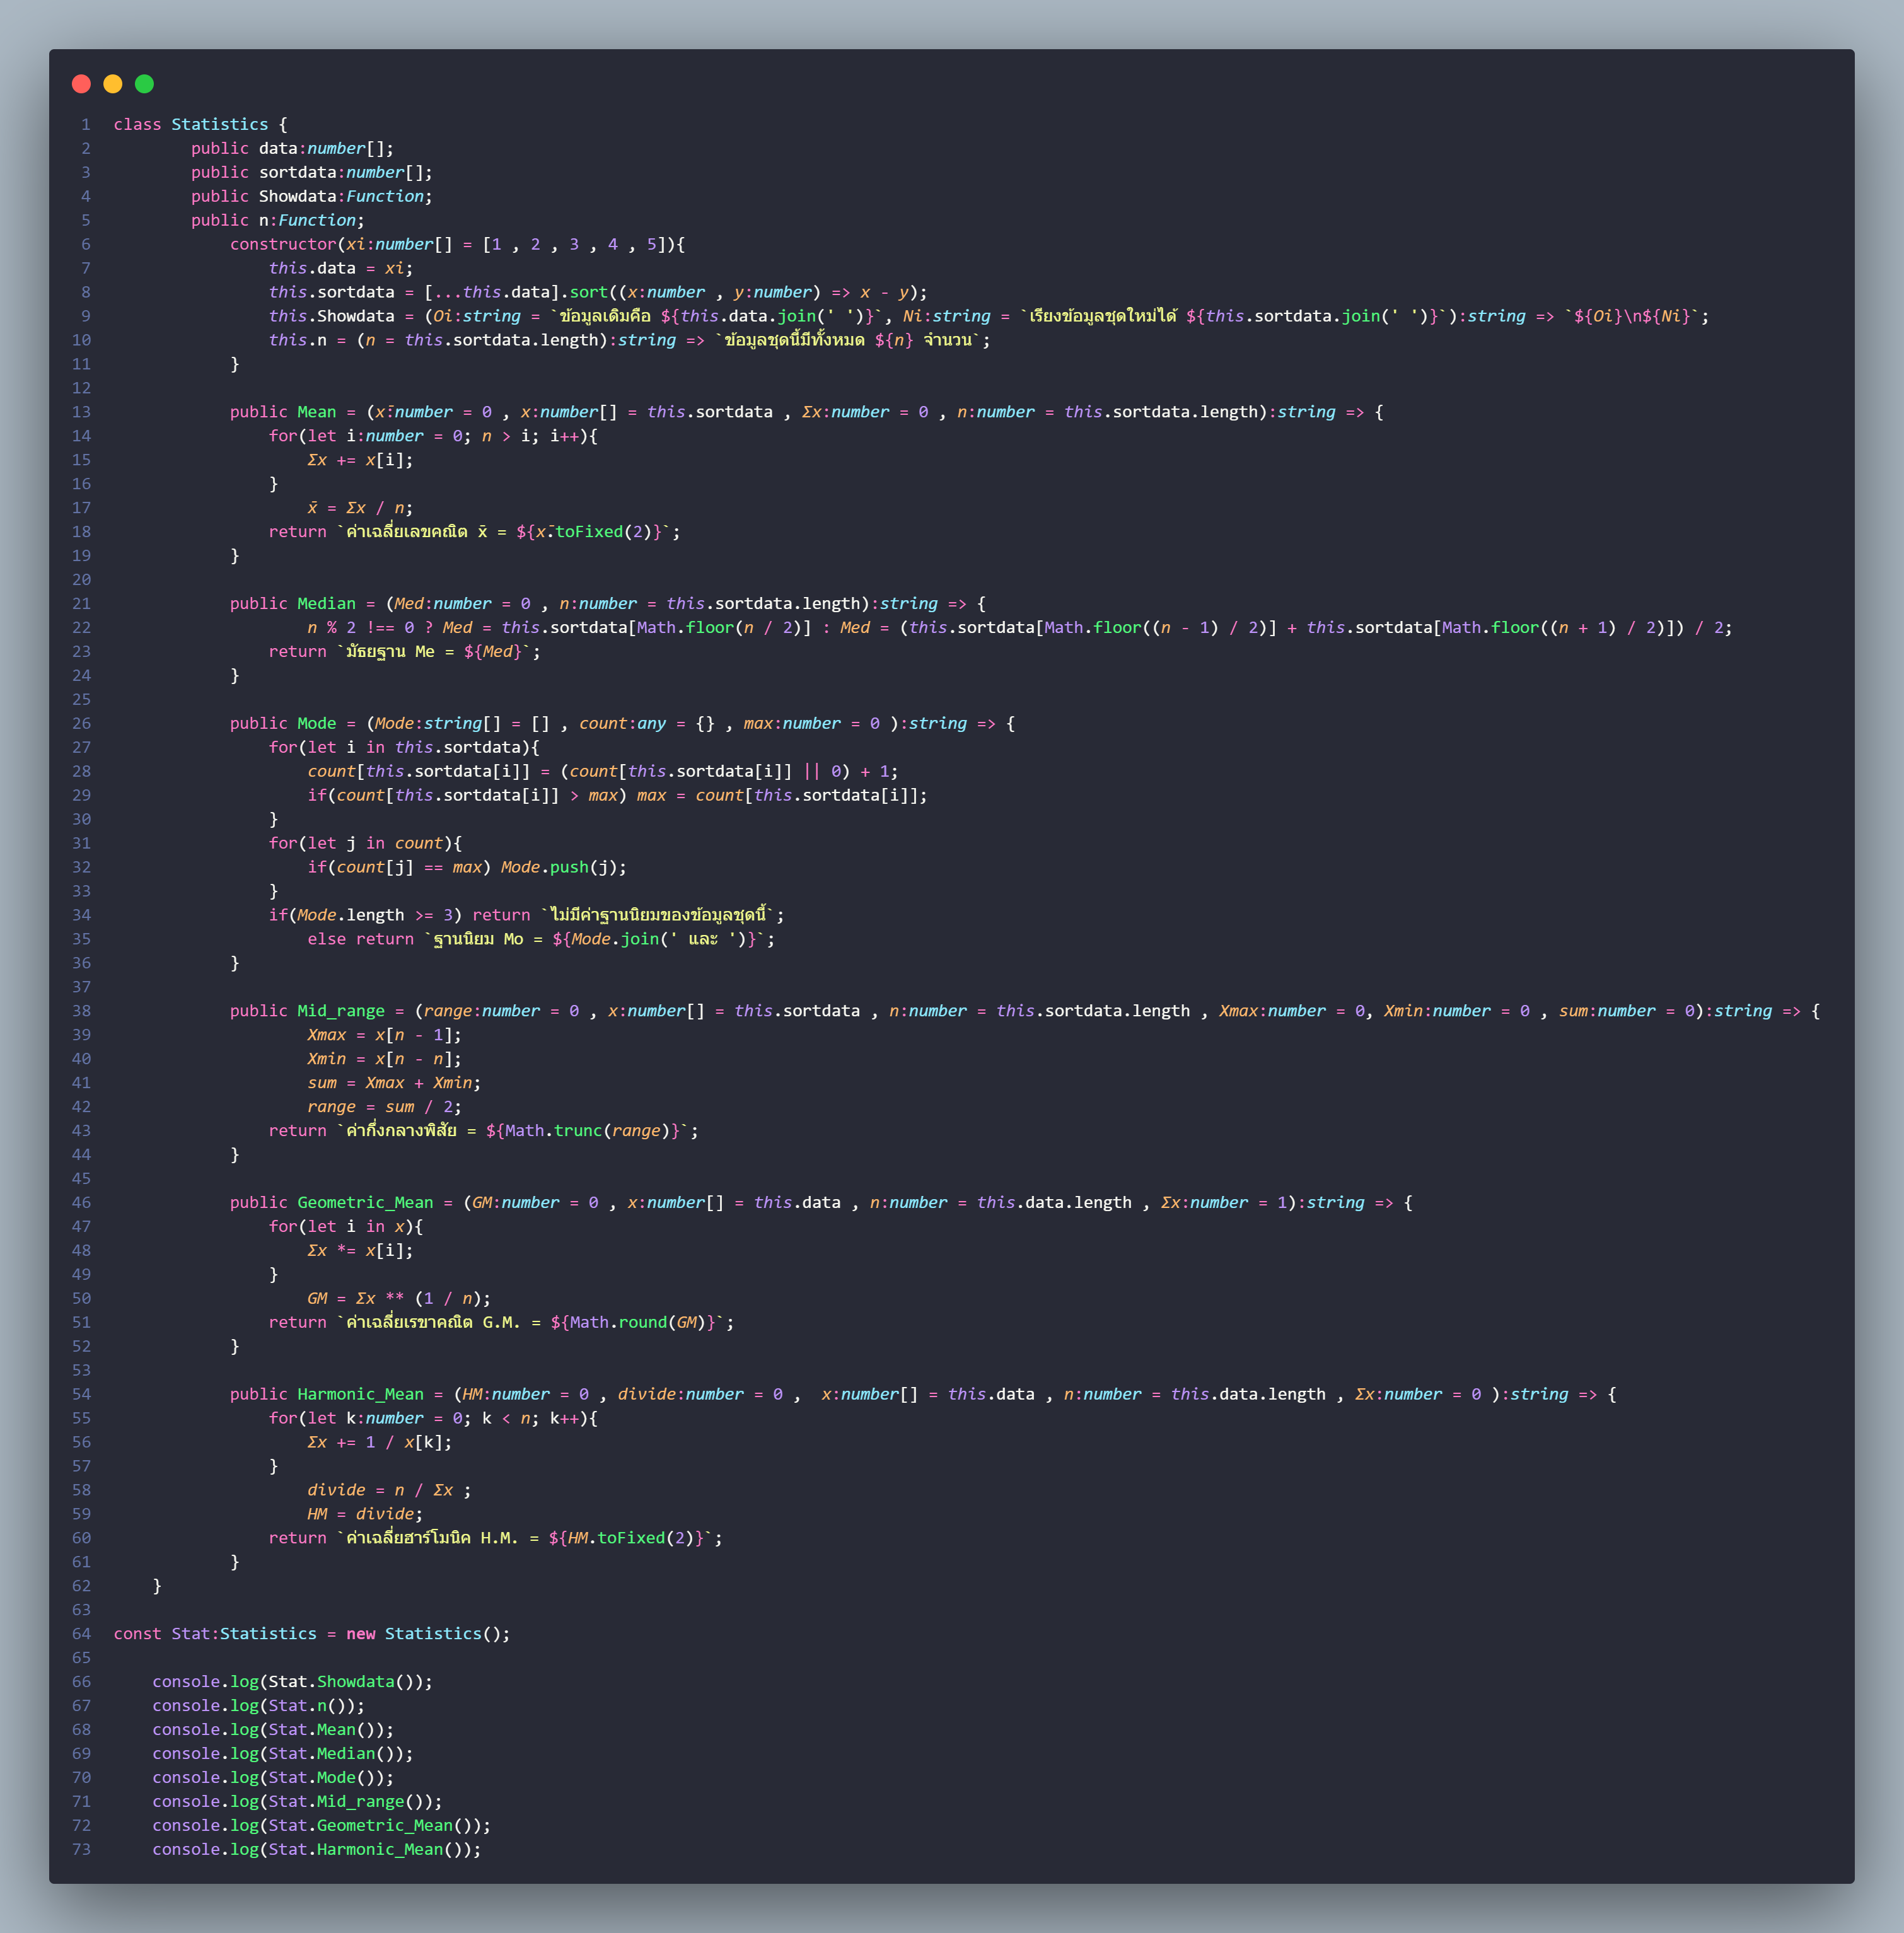 1 class Statistics {
2 public data:number[];
3 public sortdata:number[];
4 public Showdata:Function;
5 public n:Function;
6 constructor(xi:number[] = [1 , 2 , 3 , 4 , 5]){
7 this.data = xi;
8 this.sortdata = [...this.data].sort((x:number , y:number) => x - y);
9 this.Showdata = (Oi:string = `ข้อมูลเดิมคือ ${this.data.join(' ')}`, Ni:string = `เรียงข้อมูลชุดใหม่ได้ ${this.sortdata.join(' ')}`):string => `${Oi}\n${Ni}`;
10 this.n = (n = this.sortdata.length):string => `ข้อมูลชุดนี้มีทั้งหมด ${n} จำนวน`;
11 }
12
13 public Mean = (x̄:number = 0 , x:number[] = this.sortdata , Σx:number = 0 , n:number = this.sortdata.length):string => {
14 for(let i:number = 0; n > i; i++){
15 Σx += x[i];
16 }
17 x̄ = Σx / n;
18 return `ค่าเฉลี่ยเลขคณิต x̄ = ${x̄.toFixed(2)}`;
19 }
20
21 public Median = (Med:number = 0 , n:number = this.sortdata.length):string => {
22 n % 2 !== 0 ? Med = this.sortdata[Math.floor(n / 2)] : Med = (this.sortdata[Math.floor((n - 1) / 2)] + this.sortdata[Math.floor((n + 1) / 2)]) / 2;
23 return `มัธยฐาน Me = ${Med}`;
24 }
25
26 public Mode = (Mode:string[] = [] , count:any = {} , max:number = 0 ):string => {
27 for(let i in this.sortdata){
28 count[this.sortdata[i]] = (count[this.sortdata[i]] || 0) + 1;
29 if(count[this.sortdata[i]] > max) max = count[this.sortdata[i]];
30 }
31 for(let j in count){
32 if(count[j] == max) Mode.push(j);
33 }
34 if(Mode.length >= 3) return `ไม่มีค่าฐานนิยมของข้อมูลชุดนี้`;
35 else return `ฐานนิยม Mo = ${Mode.join(' และ ')}`;
36 }
37
38 public Mid_range = (range:number = 0 , x:number[] = this.sortdata , n:number = this.sortdata.length , Xmax:number = 0, Xmin:number = 0 , sum:number = 0):string => {
39 Xmax = x[n - 1];
40 Xmin = x[n - n];
41 sum = Xmax + Xmin;
42 range = sum / 2;
43 return `ค่ากึ่งกลางพิสัย = ${Math.trunc(range)}`;
44 }
45
46 public Geometric_Mean = (GM:number = 0 , x:number[] = this.data , n:number = this.data.length , Σx:number = 1):string => {
47 for(let i in x){
48 Σx *= x[i];
49 }
50 GM = Σx ** (1 / n);
51 return `ค่าเฉลี่ยเรขาคณิต G.M. = ${Math.round(GM)}`;
52 }
53
54 public Harmonic_Mean = (HM:number = 0 , divide:number = 0 ,  x:number[] = this.data , n:number = this.data.length , Σx:number = 0 ):string => {
55 for(let k:number = 0; k < n; k++){
56 Σx += 1 / x[k];
57 }
58 divide = n / Σx ;
59 HM = divide;
60 return `ค่าเฉลี่ยฮาร์โมนิค H.M. = ${HM.toFixed(2)}`;
61 }
62 }
63
64 const Stat:Statistics = new Statistics();
65
66 console.log(Stat.Showdata());
67 console.log(Stat.n());
68 console.log(Stat.Mean());
69 console.log(Stat.Median());
70 console.log(Stat.Mode());
71 console.log(Stat.Mid_range());
72 console.log(Stat.Geometric_Mean());
73 console.log(Stat.Harmonic_Mean());